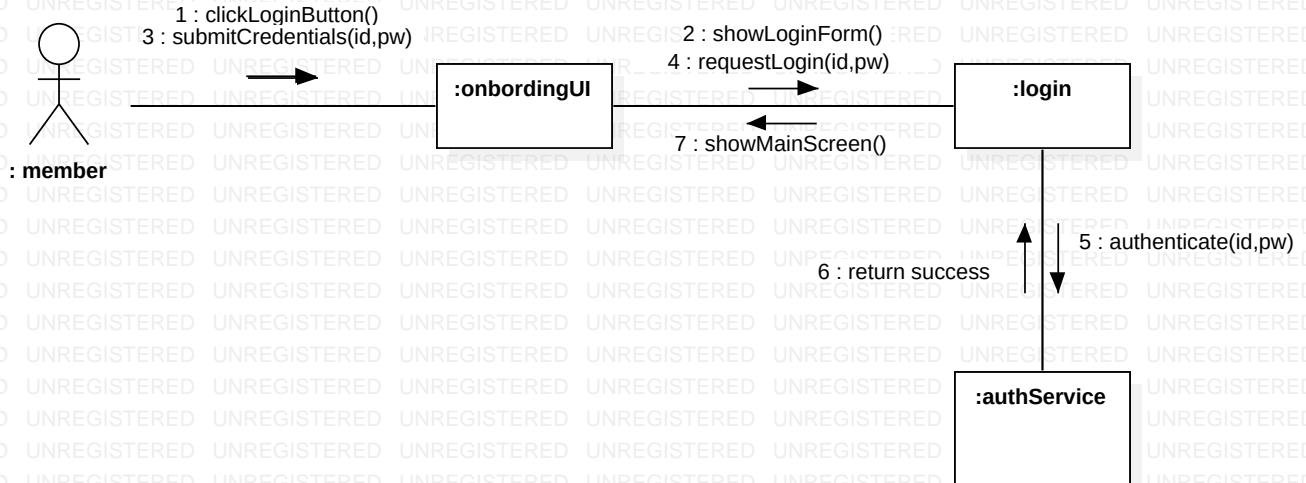 1 : clickLoginButton()
3 : submitCredentials(id,pw)
2 : showLoginForm()
4 : requestLogin(id,pw)
:onbordingUI
:login
7 : showMainScreen()
: member
5 : authenticate(id,pw)
6 : return success
:authService
UNREGISTERED